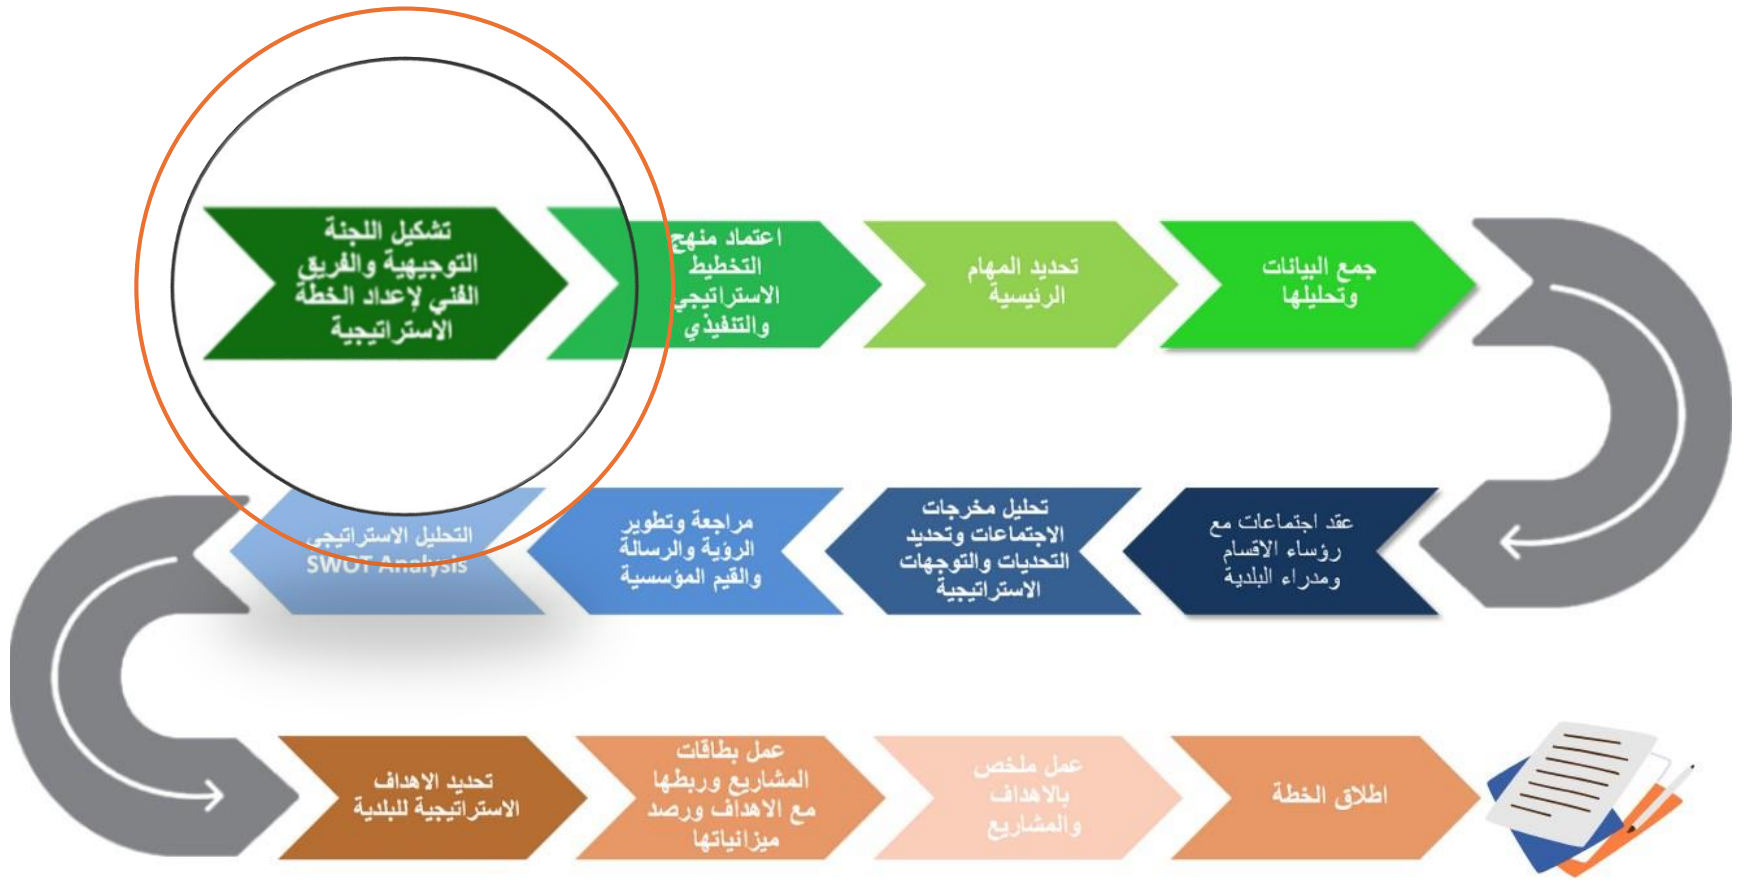 تشكيل اللجنة
التوجيهية والفريق
الفني لإعداد الخطة
الاستراتيجية
اعتماد منهج
التخطيط
الاستراتيجي
والتنفيذي
تحديد المهام
الرئيسية
جمع البيانات
وتحليلها
عقد اجتماعات مع
رؤساء الاقسام
ومدراء البلدية
تحليل مخرجات
الاجتماعات وتحديد
التحديات والتوجهات
الاستراتيجية
مراجعة وتطوير
الرؤية والرسالة
والقيم المؤسسية
التحليل الاستراتيجي
SWOT Analysis
تحديد الاهداف
الاستراتيجية للبلدية
عمل بطاقات
المشاريع وربطها
مع الاهداف ورصد
ميزانياتها
عمل ملخص
بالاهداف
والمشاريع
اطلاق الخطة